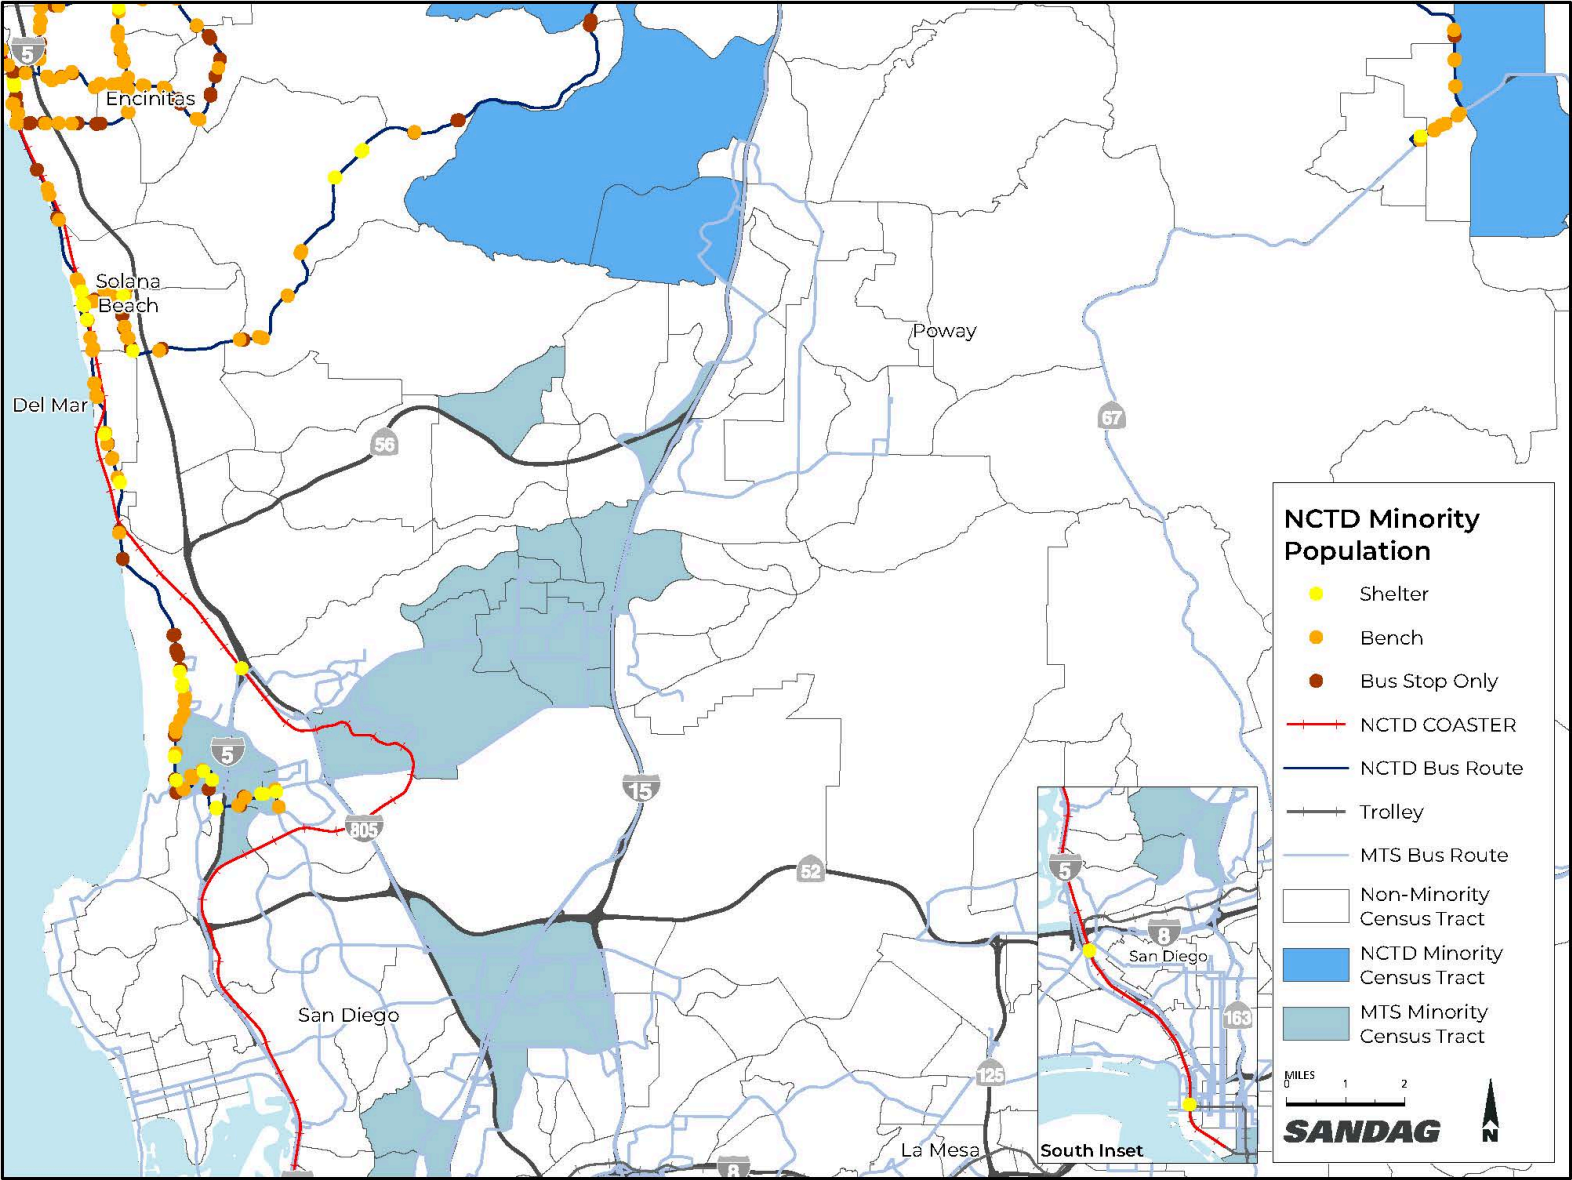 5
Encinitas
Solana
Beach
Poway
Del Mar
56
67
5
15
805
52
San Diego
125
La Mesa
8
5
8
San Diego
163
South Inset
NCTD Minority
Population
Shelter
Bench
Bus Stop Only
NCTD COASTER
NCTD Bus Route
Trolley
MTS Bus Route
Non-Minority
Census Tract
NCTD Minority
Census Tract
MTS Minority
Census Tract
MILES
0 1 2
SANDAG
N